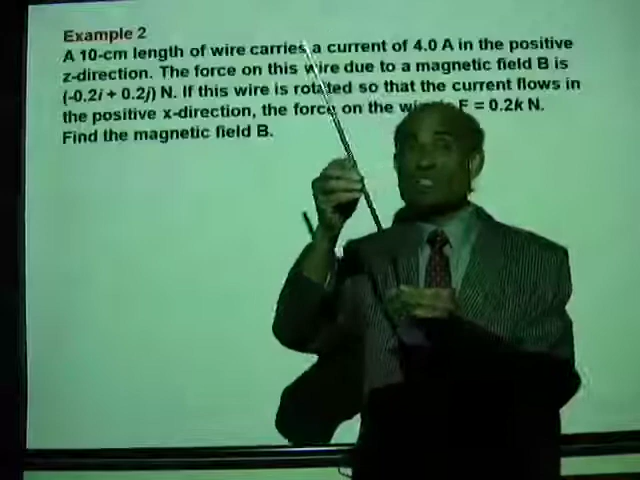 Example 2
A 10-cm length of wire carries a current of 4.0 A in the positive
z-direction. The force on this wire due to a magnetic field B is
(-0.2i + 0.2j) N. If this wire is rotated so that the current flows in
the positive x-direction, the force on the F = 0.2k N.
Find the magnetic field B.